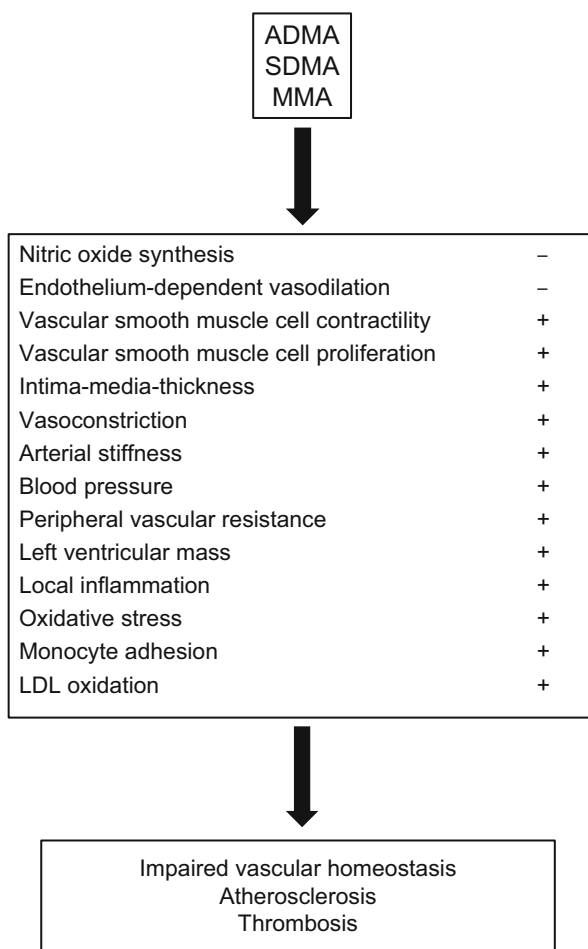 ADMA
SDMA
MMA
Nitric oxide synthesis –
Endothelium-dependent vasodilation –
Vascular smooth muscle cell contractility +
Vascular smooth muscle cell proliferation +
Intima-media-thickness +
Vasoconstriction +
Arterial stiffness +
Blood pressure +
Peripheral vascular resistance +
Left ventricular mass +
Local inflammation +
Oxidative stress +
Monocyte adhesion +
LDL oxidation +
Impaired vascular homeostasis
Atherosclerosis
Thrombosis